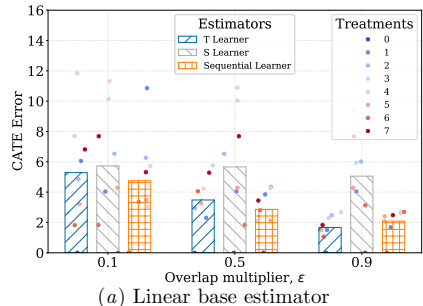 16
14
12
10
8
6
4
2
0
CATE Error
Estimators
T Learner
S Learner
Sequential Learner
Treatments
0
1
2
3
4
5
6
7
0.1
0.5
0.9
Overlap multiplier, ε
(a) Linear base estimator